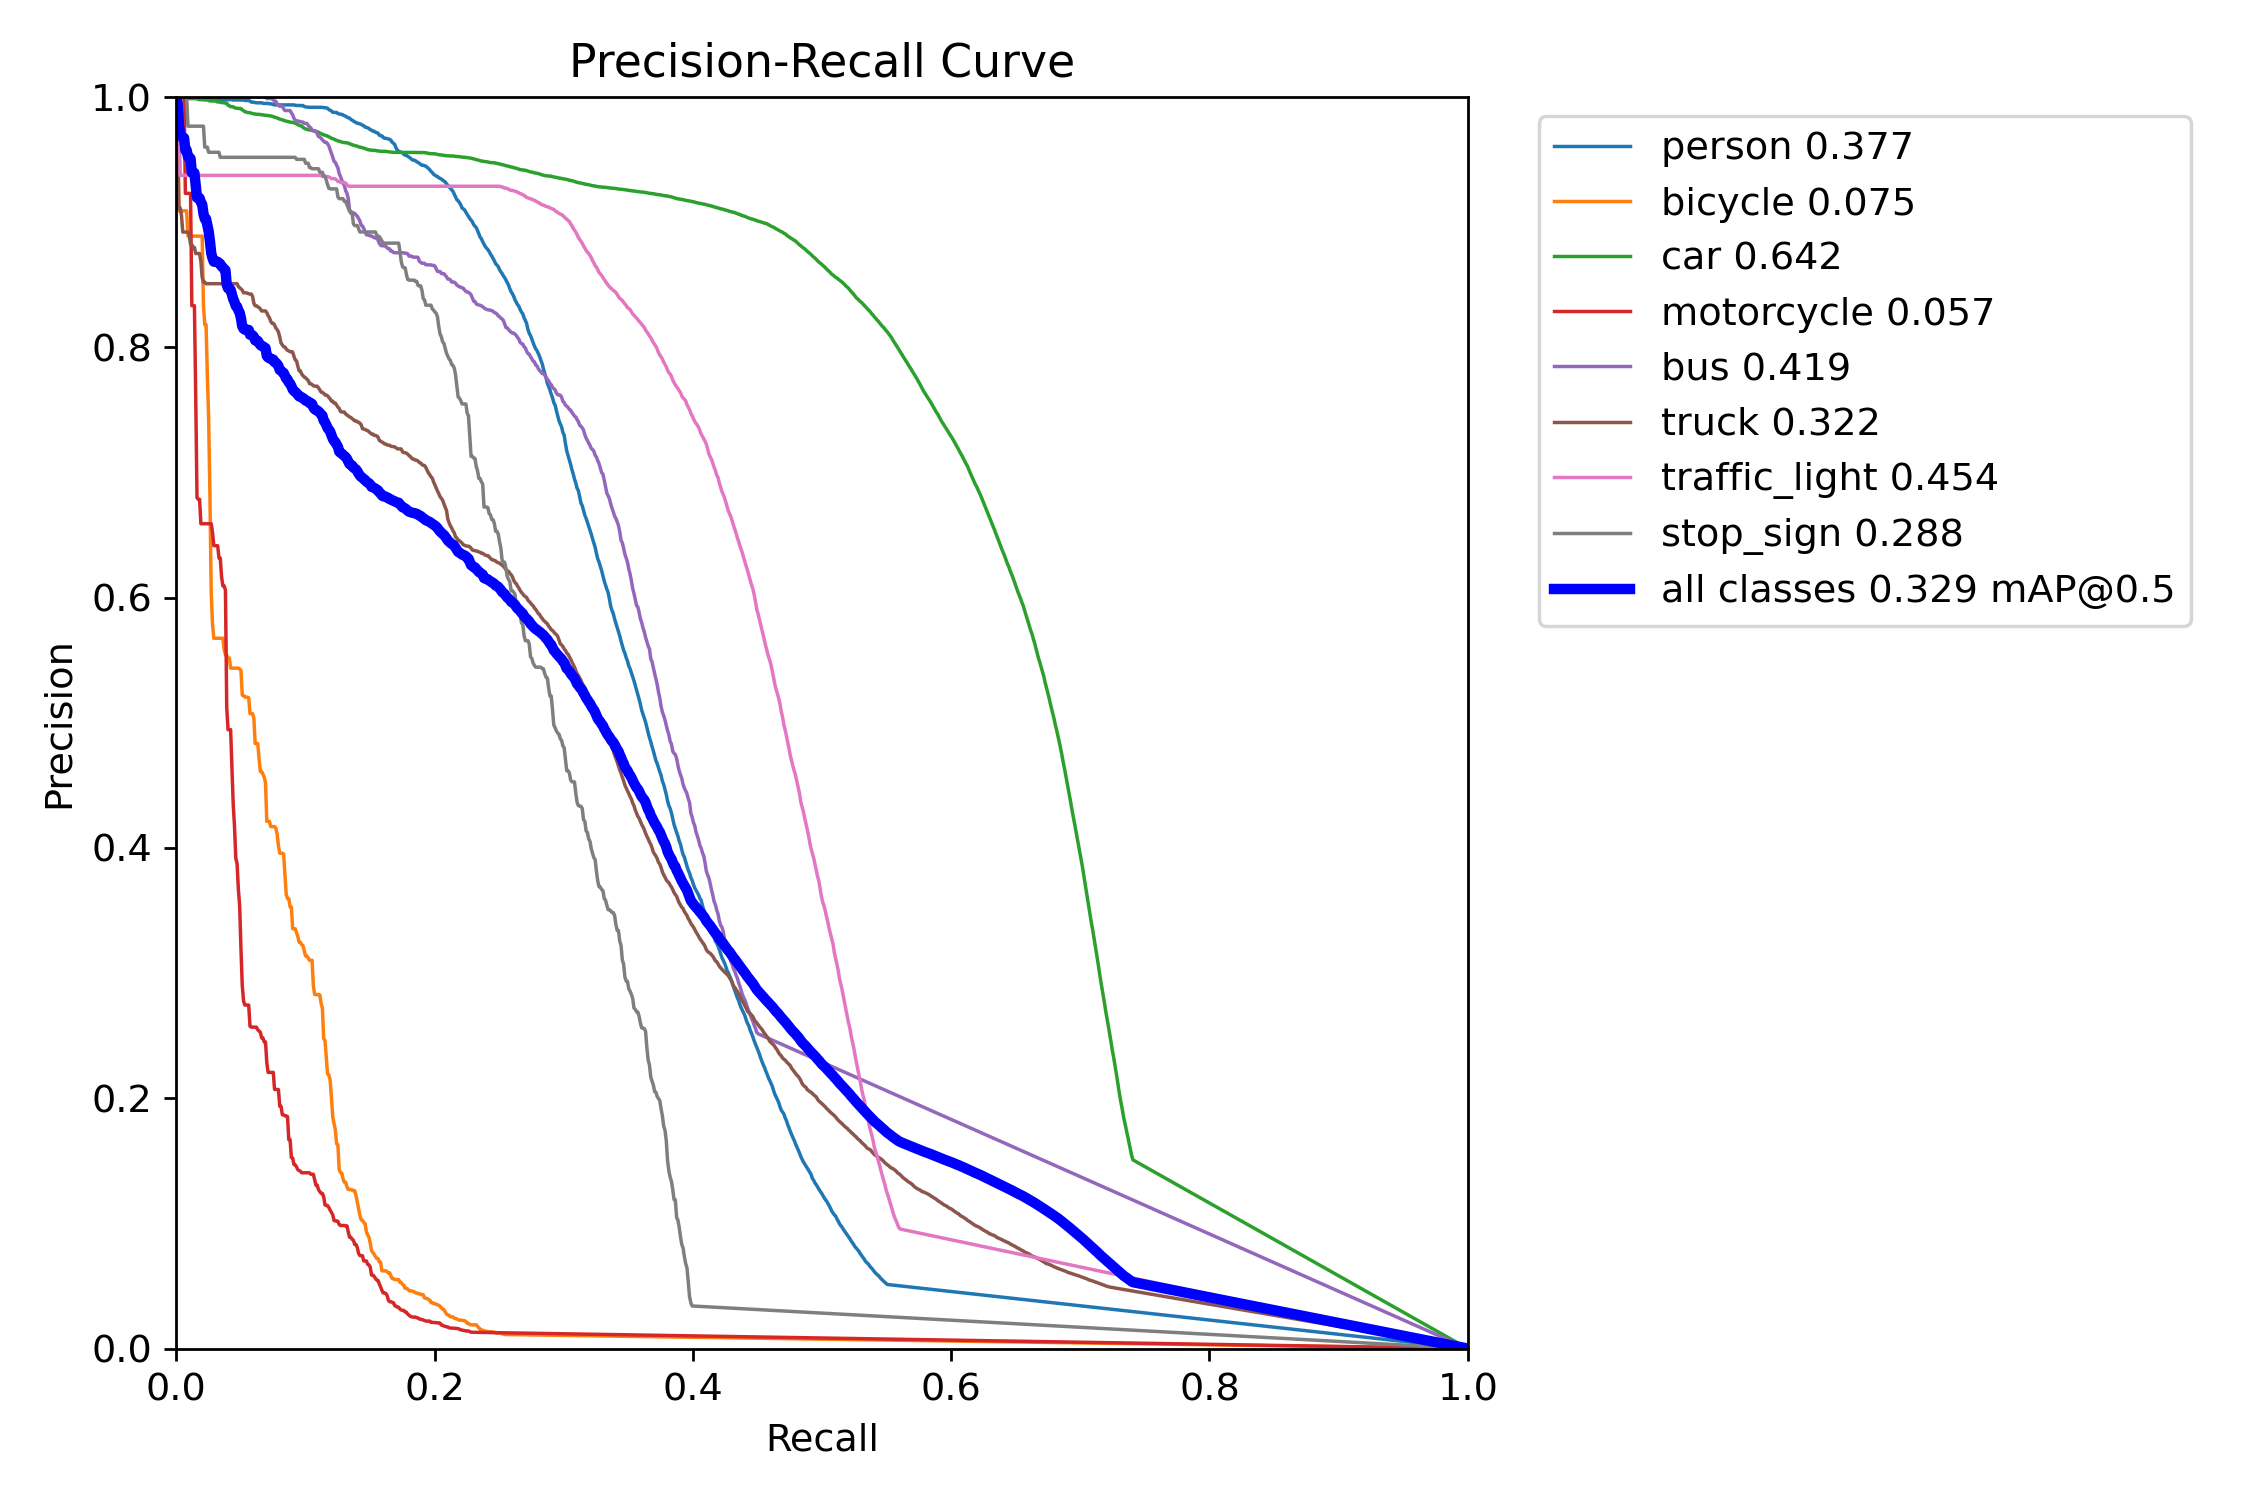 Precision-Recall Curve
1.0
0.8
0.6
0.4
0.2
0.0
Precision
0.0 0.2 0.4 0.6 0.8 1.0
Recall
person 0.377
bicycle 0.075
car 0.642
motorcycle 0.057
bus 0.419
truck 0.322
traffic_light 0.454
stop_sign 0.288
all classes 0.329 mAP@0.5